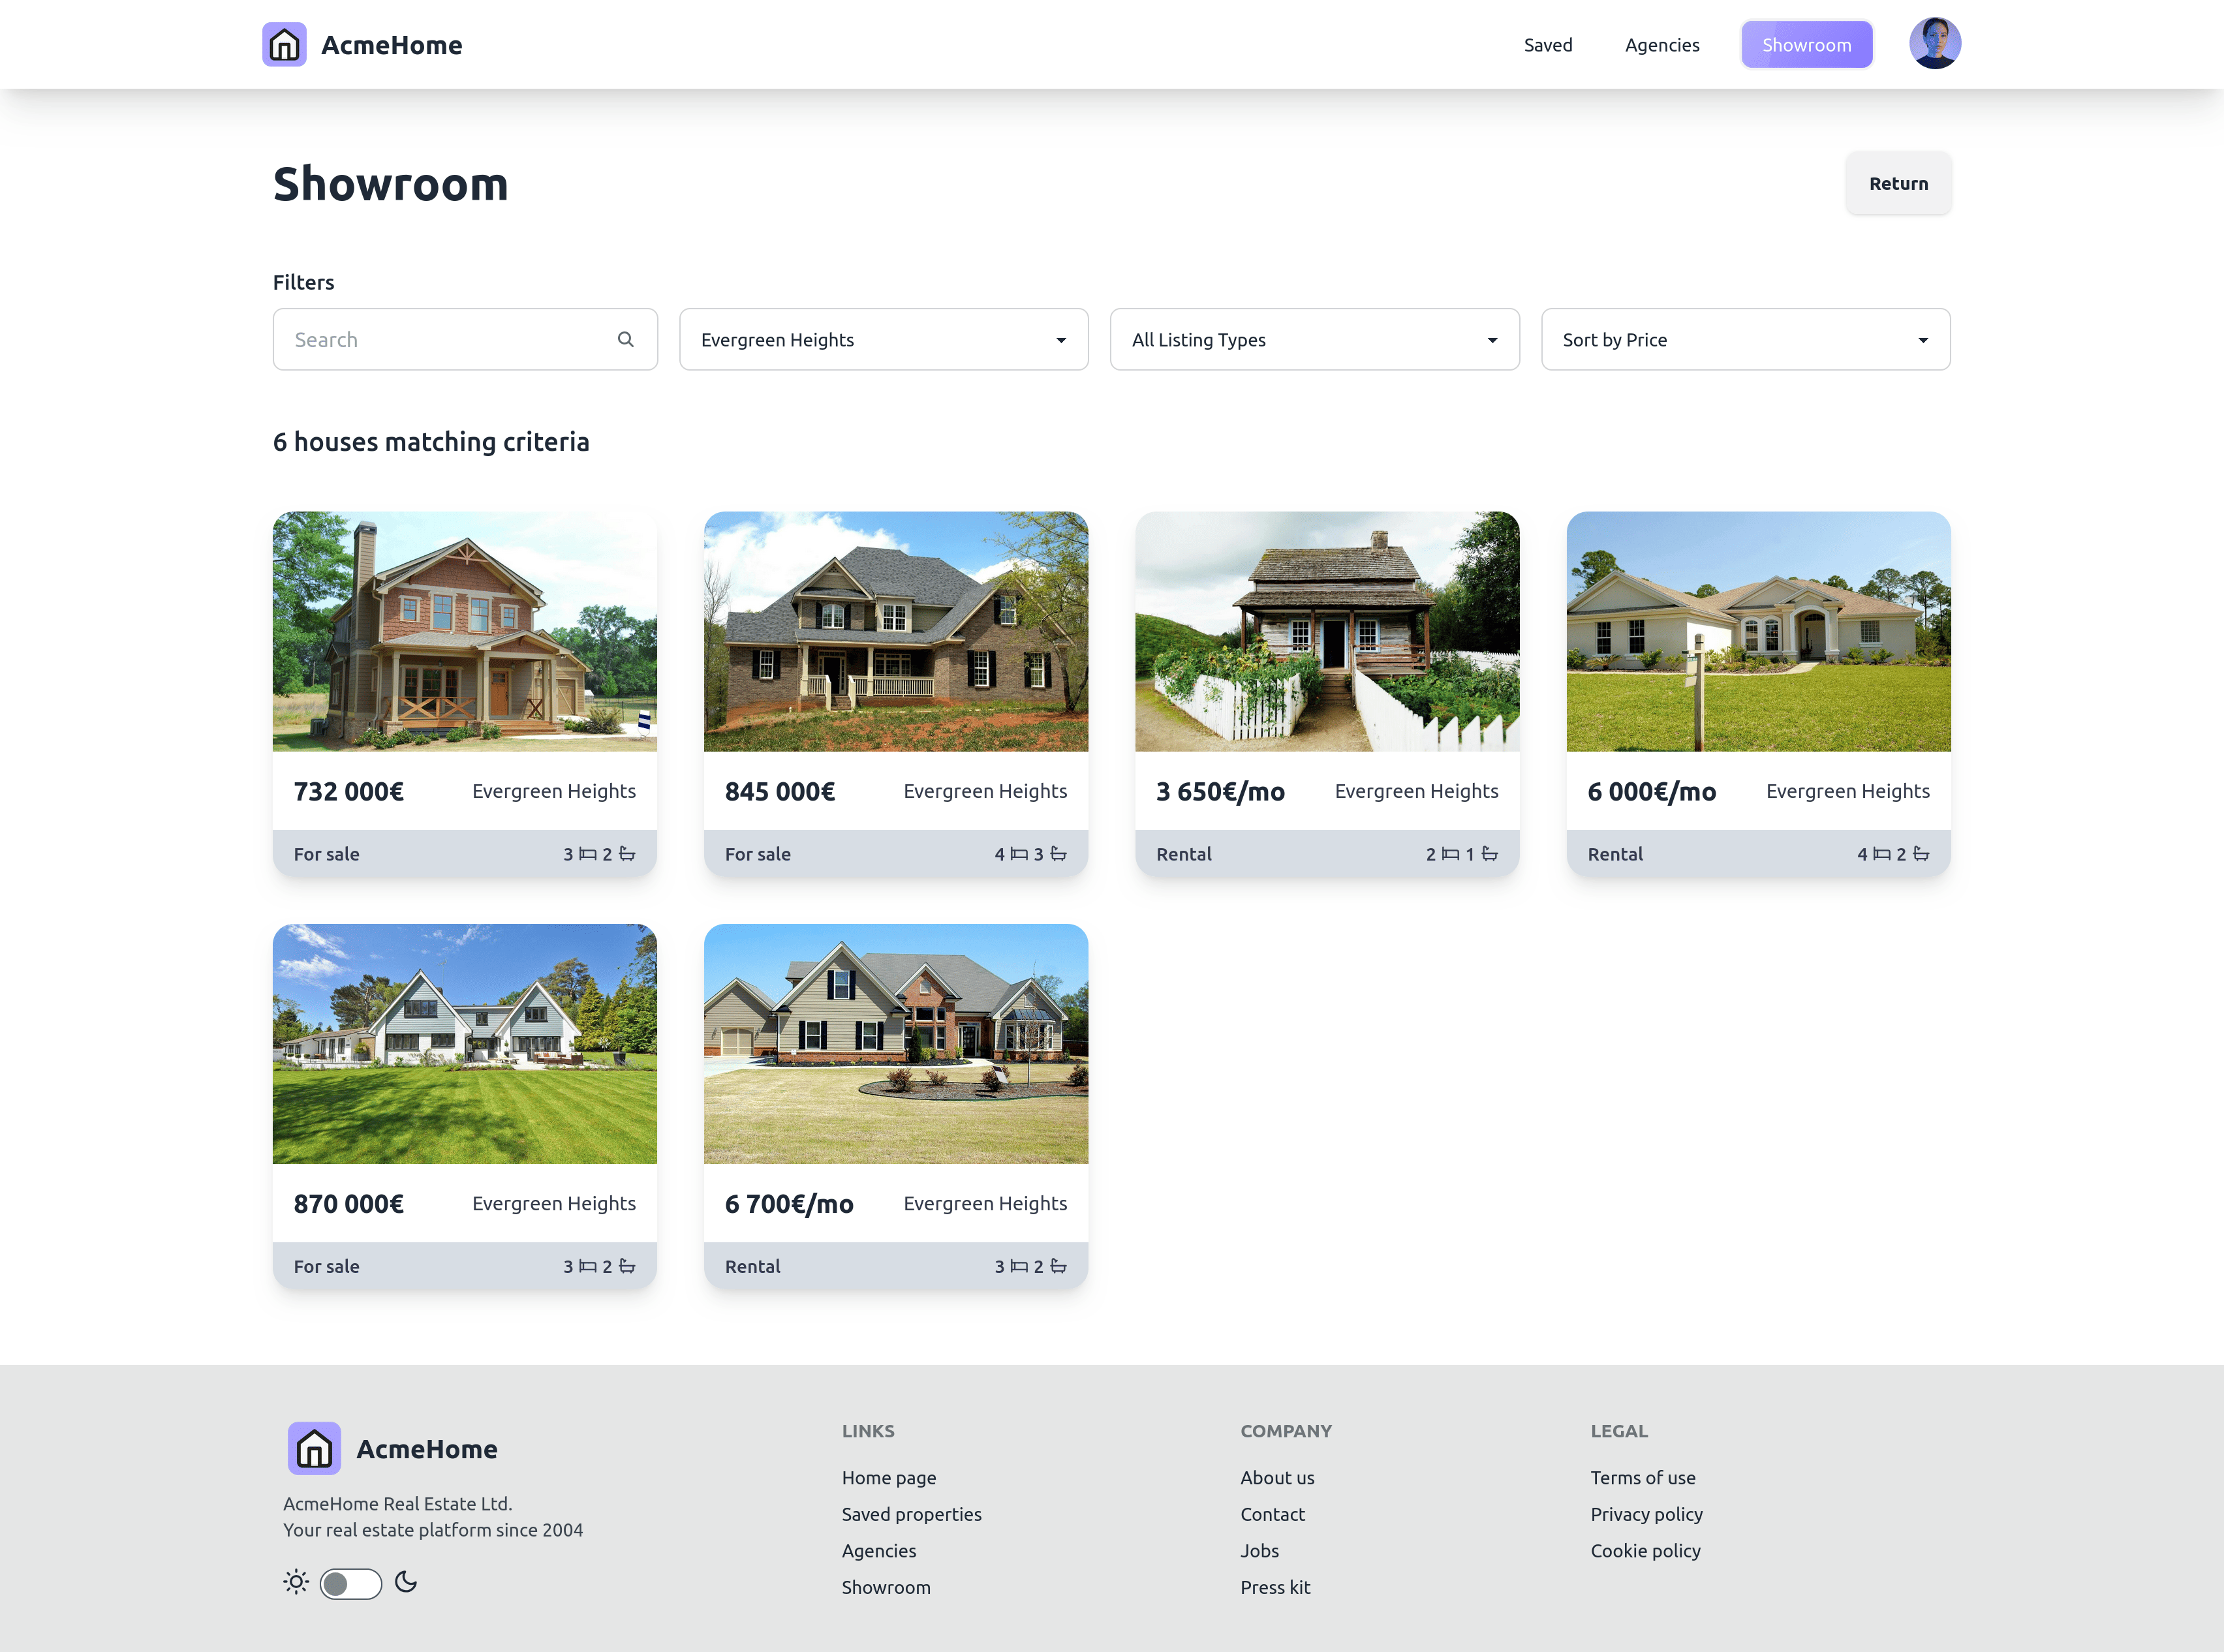 AcmeHome
Saved
Agencies
Showroom
Showroom
Return
Filters
Search
Evergreen Heights
All Listing Types
Sort by Price
6 houses matching criteria
732 000€ Evergreen Heights
For sale 3 2
845 000€ Evergreen Heights
For sale 4 3
3 650€/mo Evergreen Heights
Rental 2 1
6 000€/mo Evergreen Heights
Rental 4 2
870 000€ Evergreen Heights
For sale 3 2
6 700€/mo Evergreen Heights
Rental 3 2
AcmeHome
AcmeHome Real Estate Ltd.
Your real estate platform since 2004
LINKS
Home page
Saved properties
Agencies
Showroom
COMPANY
About us
Contact
Jobs
Press kit
LEGAL
Terms of use
Privacy policy
Cookie policy